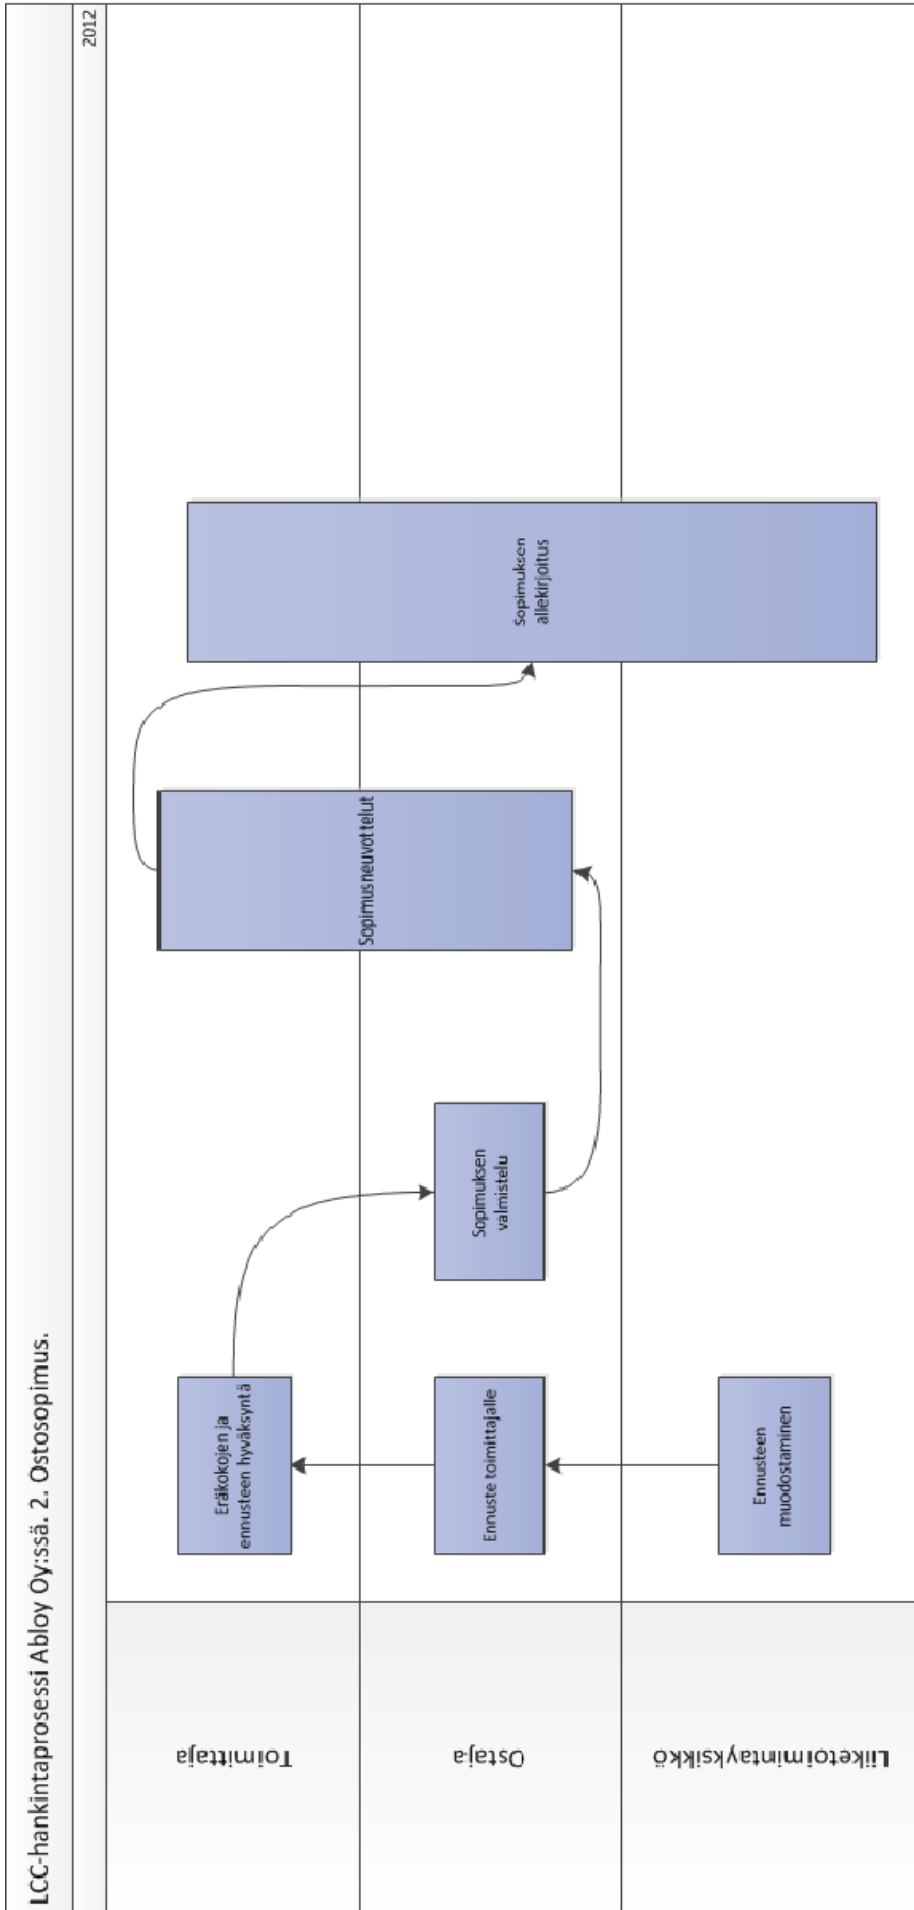 LCC-hankintaprosessi Abloy Oy:ssä. 2. Ostosopimus.
2012
Toimittaja
Eräkokojen ja
ennusteen hyväksyntä
Sopimusneuvottelut
Sopimuksen
allekirjoitus
Ostaja
Ennuste toimittajalle
Sopimuksen
valmistelu
Liiketoimintayksikkö
Ennusteen
muodostaminen